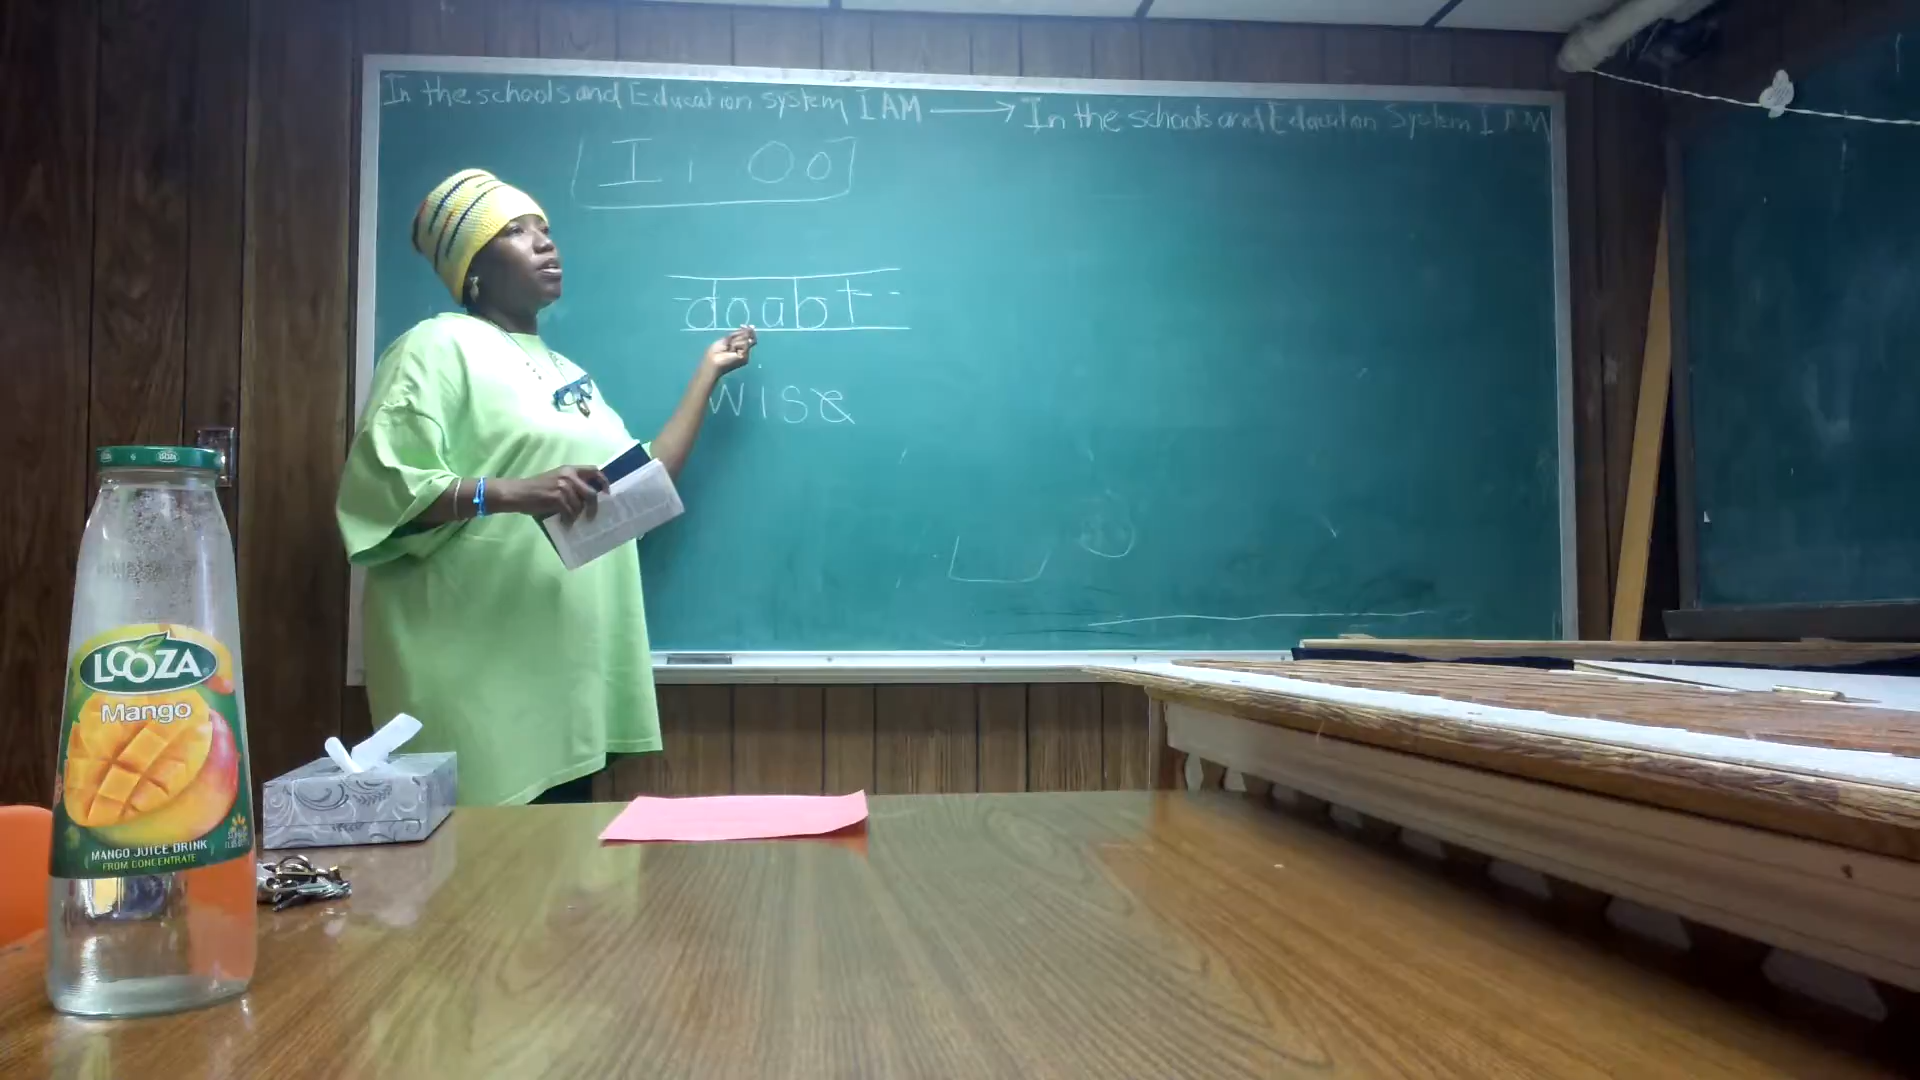 In the schools and Education system I AM → In the schools and Education System I AM
I i O o
doubt
wise
LOOZA
Mango
MANGO JUICE DRINK
FROM CONCENTRATE